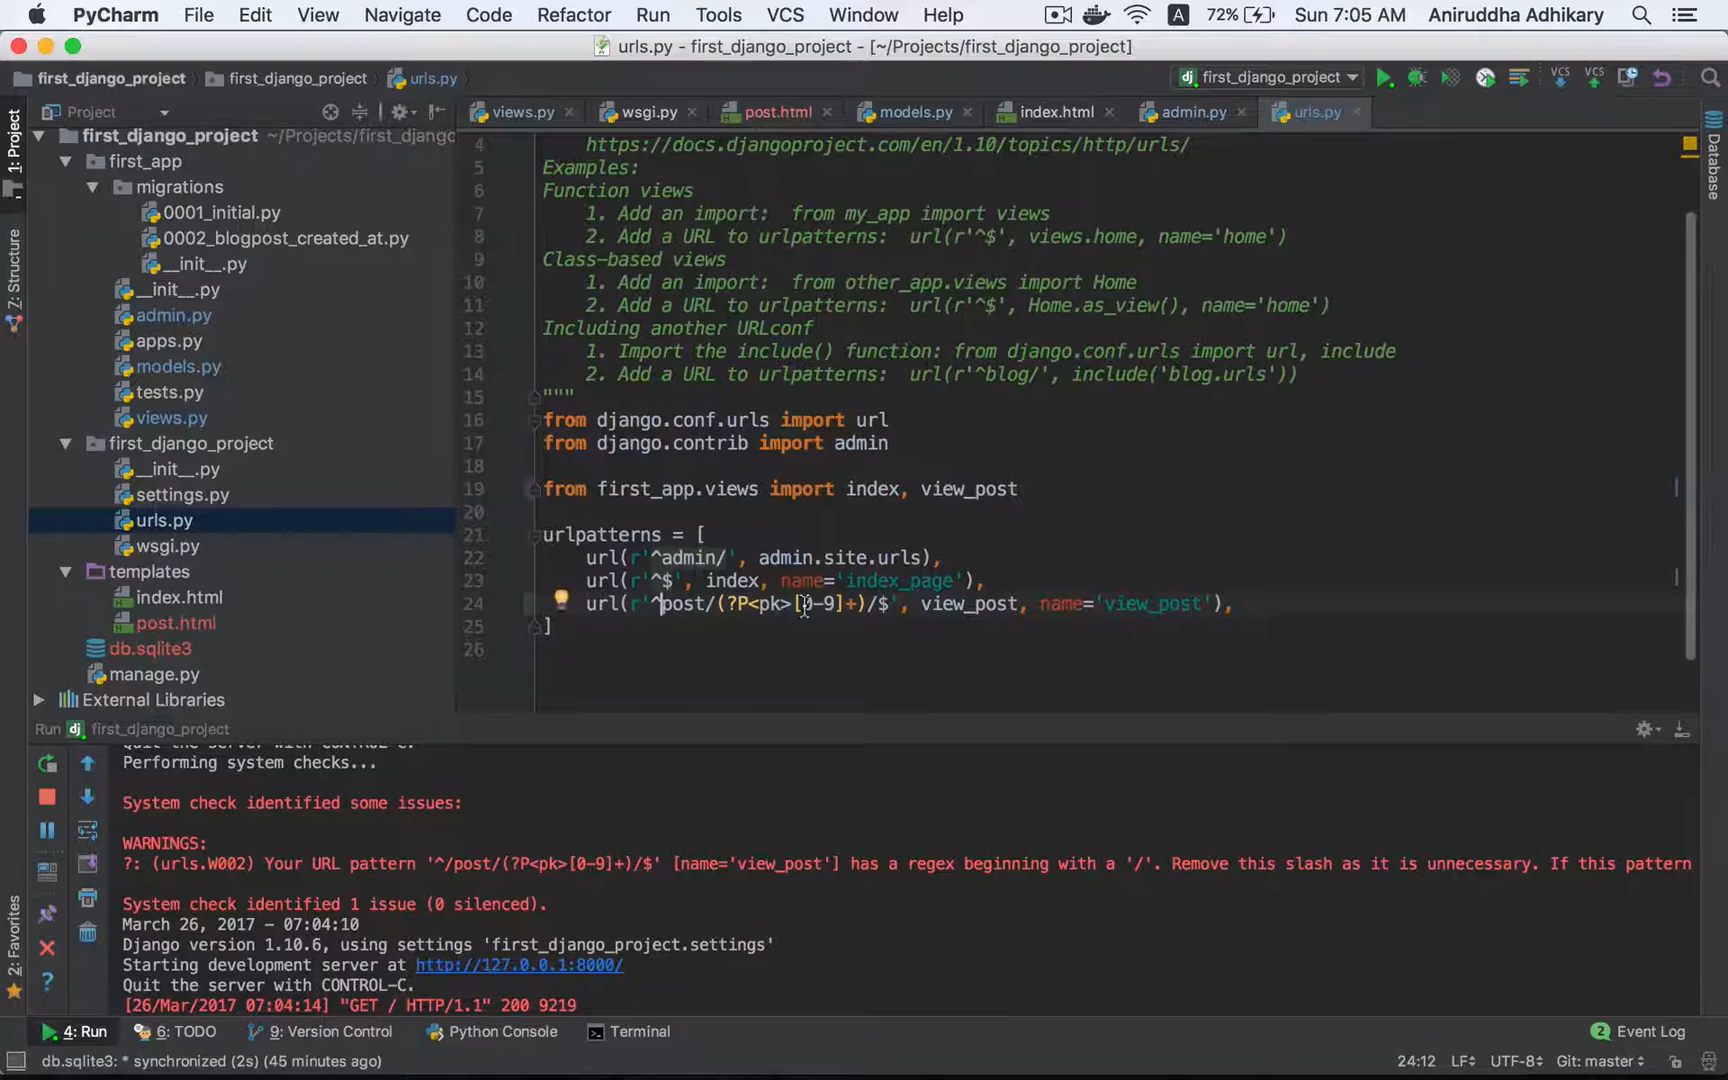 PyCharm File Edit View Navigate Code Refactor Run Tools VCS Window Help A 72% Sun 7:05 AM Aniruddha Adhikary
urls.py - first_django_project - [~/Projects/first_django_project]
first_django_project first_django_project urls.py dj first_django_project VCS VCS
Project views.py wsgi.py post.html models.py index.html admin.py urls.py
1: Project
Z: Structure
2: Favorites
Database
first_django_project ~/Projects/first_djangc
first_app
migrations
0001_initial.py
0002_blogpost_created_at.py
__init__.py
__init__.py
admin.py
apps.py
models.py
tests.py
views.py
first_django_project
__init__.py
settings.py
urls.py
wsgi.py
templates
index.html
post.html
db.sqlite3
manage.py
External Libraries
4 https://docs.djangoproject.com/en/1.10/topics/http/urls/
5 Examples:
6 Function views
7 1. Add an import:  from my_app import views
8 2. Add a URL to urlpatterns:  url(r'^$', views.home, name='home')
9 Class-based views
10 1. Add an import:  from other_app.views import Home
11 2. Add a URL to urlpatterns:  url(r'^$', Home.as_view(), name='home')
12 Including another URLconf
13 1. Import the include() function: from django.conf.urls import url, include
14 2. Add a URL to urlpatterns:  url(r'^blog/', include('blog.urls'))
15 """
16 from django.conf.urls import url
17 from django.contrib import admin
18
19 from first_app.views import index, view_post
20
21 urlpatterns = [
22 url(r'^admin/', admin.site.urls),
23 url(r'^$', index, name='index_page'),
24 url(r'^post/(?P<pk>[0-9]+)/$', view_post, name='view_post'),
25 ]
26
Run dj first_django_project
Quit the server with CONTROL-C.
Performing system checks...
System check identified some issues:
WARNINGS:
?: (urls.W002) Your URL pattern '^/post/(?P<pk>[0-9]+)/$' [name='view_post'] has a regex beginning with a '/'. Remove this slash as it is unnecessary. If this pattern
System check identified 1 issue (0 silenced).
March 26, 2017 - 07:04:10
Django version 1.10.6, using settings 'first_django_project.settings'
Starting development server at http://127.0.0.1:8000/
Quit the server with CONTROL-C.
[26/Mar/2017 07:04:14] "GET / HTTP/1.1" 200 9219
4: Run 6: TODO 9: Version Control Python Console Terminal 2 Event Log
db.sqlite3: * synchronized (2s) (45 minutes ago) 24:12 LF UTF-8 Git: master